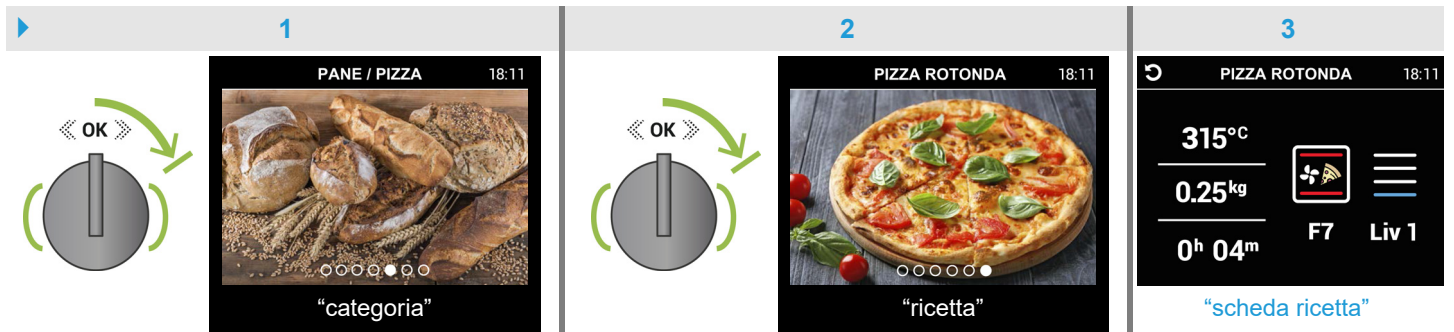 1
2
3
OK
PANE / PIZZA 18:11
“categoria”
OK
PIZZA ROTONDA 18:11
“ricetta”
PIZZA ROTONDA 18:11
315°C
0.25kg
0h 04m
F7
Liv 1
“scheda ricetta”